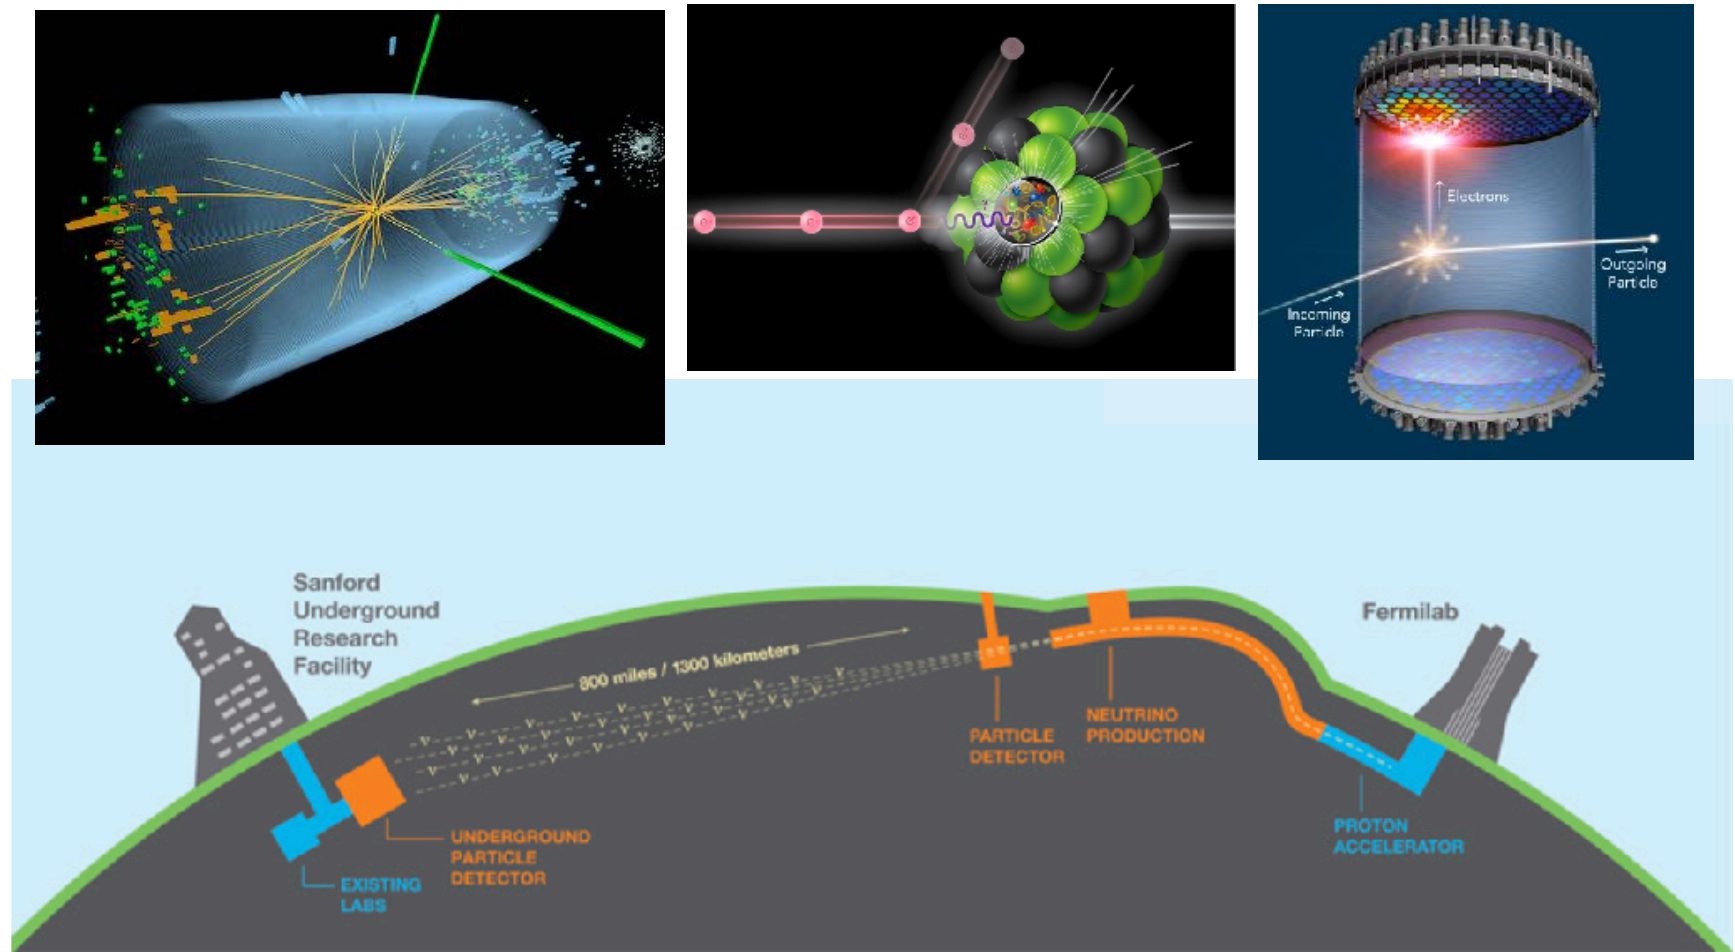 Electrons
Outgoing
Particle
Incoming
Particle
Sanford
Underground
Research
Facility
Fermilab
800 miles / 1300 kilometers
PARTICLE
DETECTOR
NEUTRINO
PRODUCTION
PROTON
ACCELERATOR
UNDERGROUND
PARTICLE
DETECTOR
EXISTING
LABS